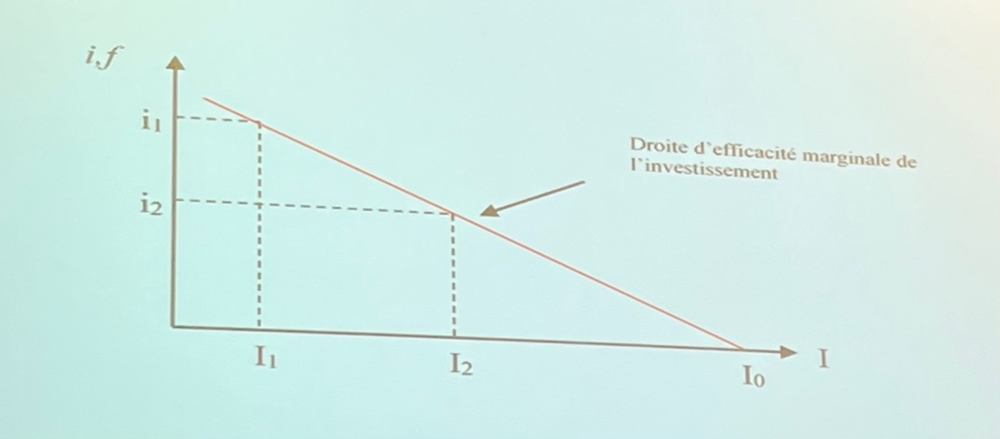 i,f
i1
Droite d'efficacité marginale de
l'investissement
i2
I1
I2
I0
I